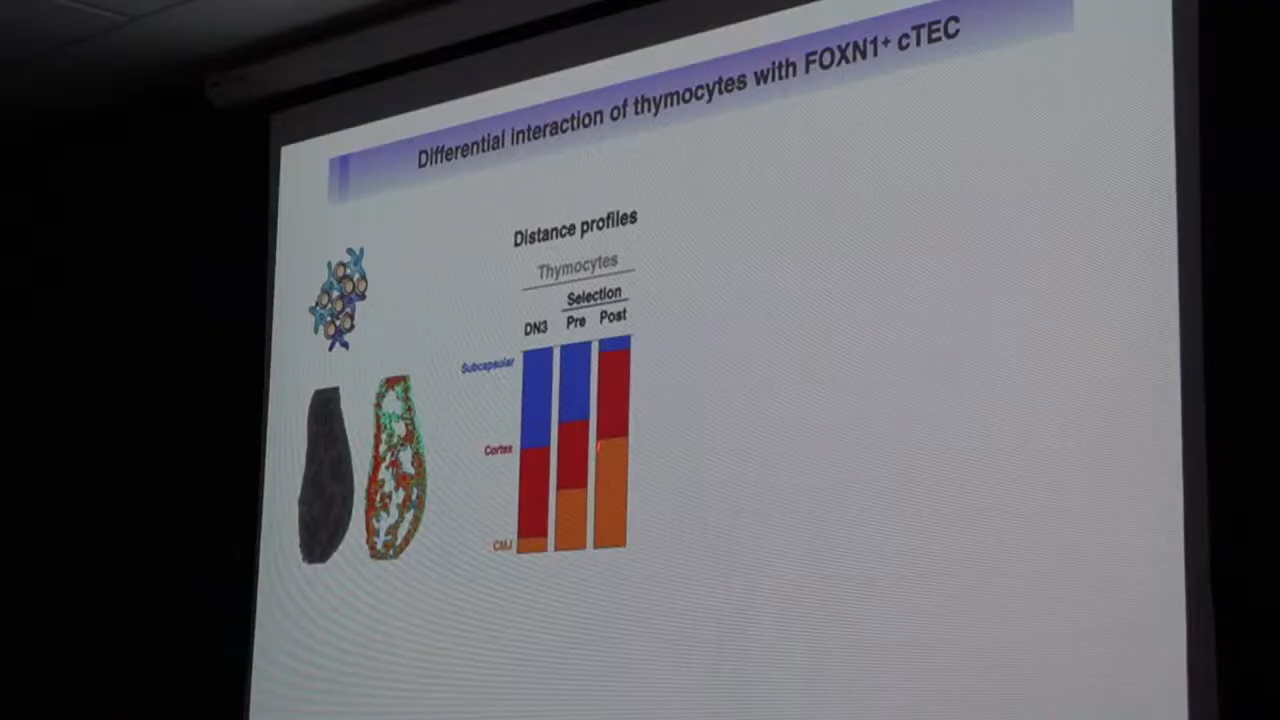 Differential interaction of thymocytes with FOXN1⁺ cTEC
Distance profiles
Thymocytes
Selection
DN3 Pre Post
Subcapsular
Cortex
CMJ